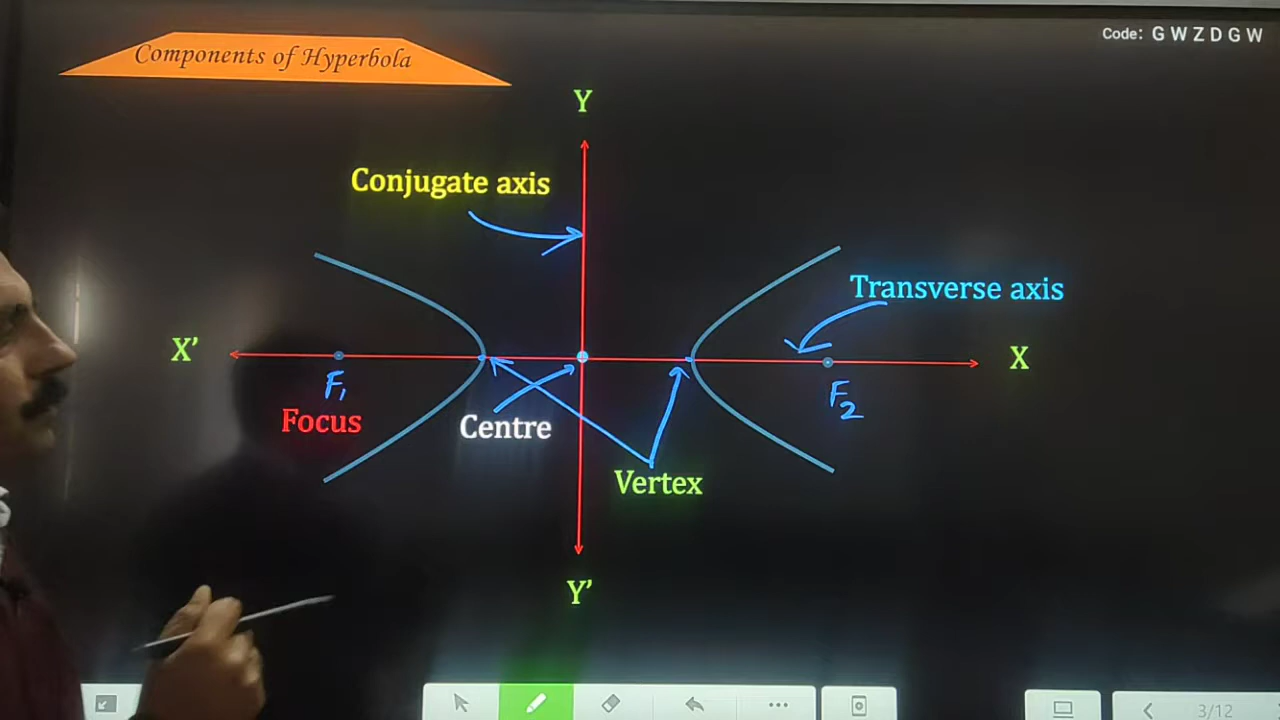 Components of Hyperbola
Code: G W Z D G W
Y
Conjugate axis
Transverse axis
X'
X
F₁
F₂
Focus
Centre
Vertex
Y'
3/12